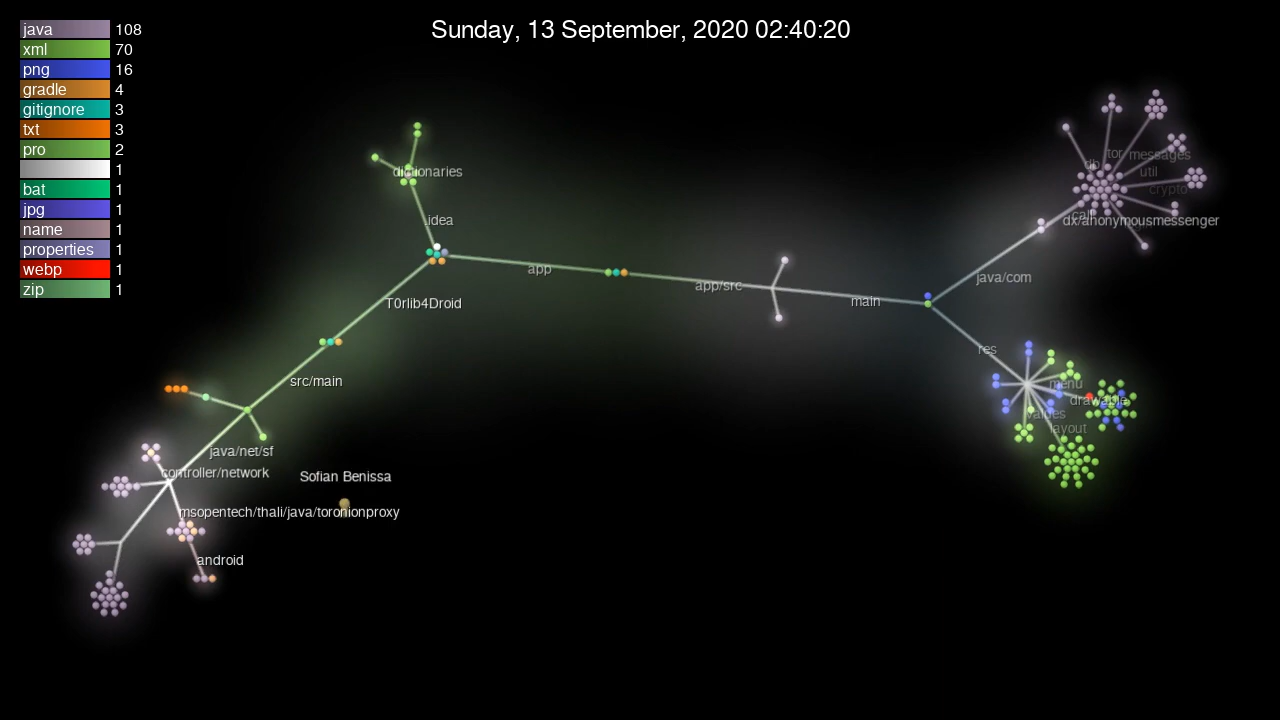 Sunday, 13 September, 2020 02:40:20
java 108
xml 70
png 16
gradle 4
gitignore 3
txt 3
pro 2
1
bat 1
jpg 1
name 1
properties 1
webp 1
zip 1
dictionaries
.idea
app
T0rlib4Droid
app/src
main
java/com
db
tor
messages
util
crypto
call
dx/anonymousmessenger
res
menu
drawable
values
layout
src/main
java/net/sf
controller/network
Sofian Benissa
msopentech/thali/java/toronionproxy
android